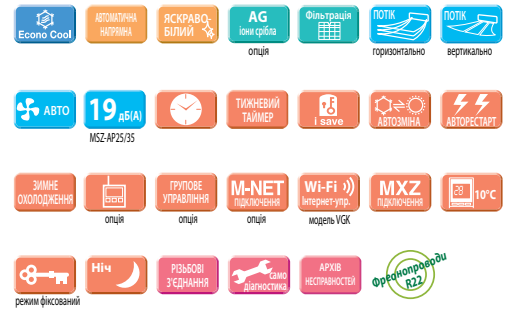 Econo Cool
АВТОМАТИЧНА
НАПРЯМНА
ЯСКРАВО-
БІЛИЙ
AG
іони срібла
опція
Фільтрація
ПОТІК
горизонтально
ПОТІК
вертикально
АВТО
19 дБ(А)
MSZ-AP25/35
ТИЖНЕВИЙ
ТАЙМЕР
i save
АВТОЗМІНА
АВТОРЕСТАРТ
ЗИМНЕ
ОХОЛОДЖЕННЯ
опція
ГРУПОВЕ
УПРАВЛІННЯ
опція
M-NET
ПІДКЛЮЧЕННЯ
опція
Wi-Fi
Інтернет-упр.
модель VGK
MXZ
ПІДКЛЮЧЕННЯ
10°C
режим фіксований
Ніч
РІЗЬБОВІ
З'ЄДНАННЯ
само
діагностика
АРХІВ
НЕСПРАВНОСТЕЙ
Фреонопроводи
R22